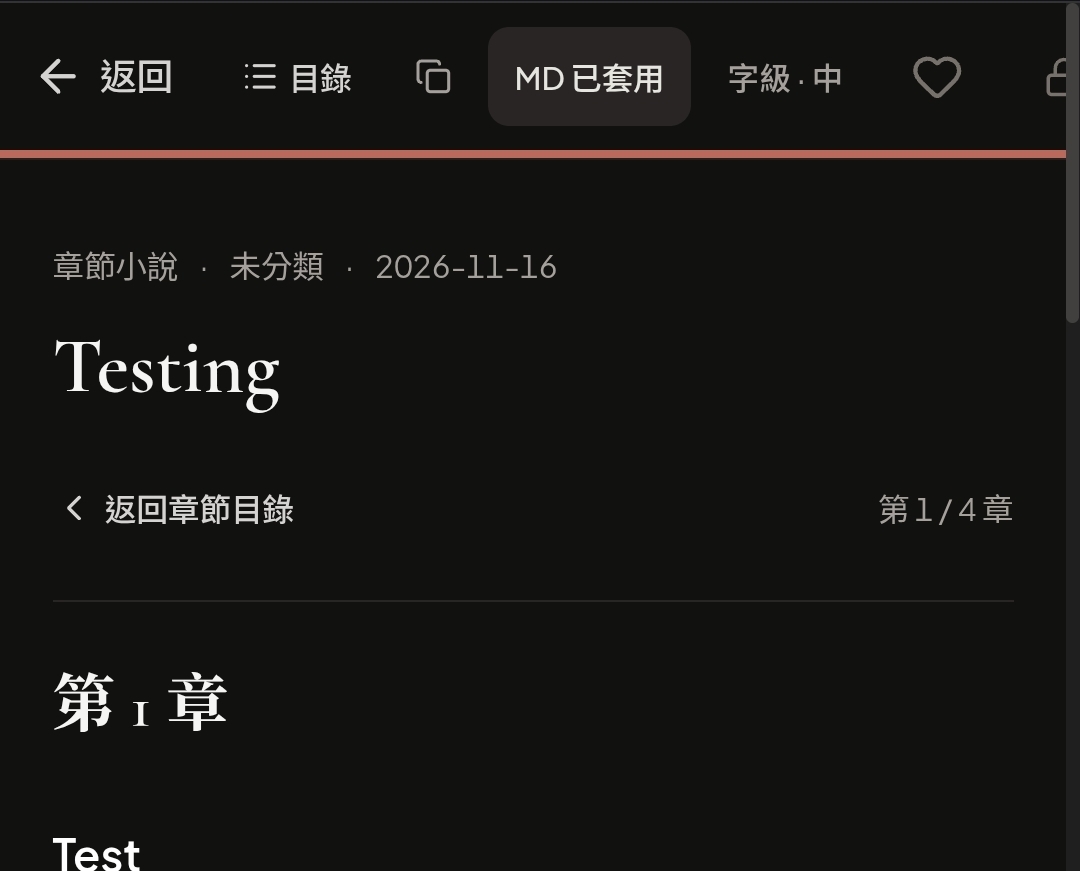 返回 目錄 MD 已套用 字級 · 中
章節小說 · 未分類 · 2026-11-16
Testing
返回章節目錄 第 1 / 4 章
第 1 章
Test